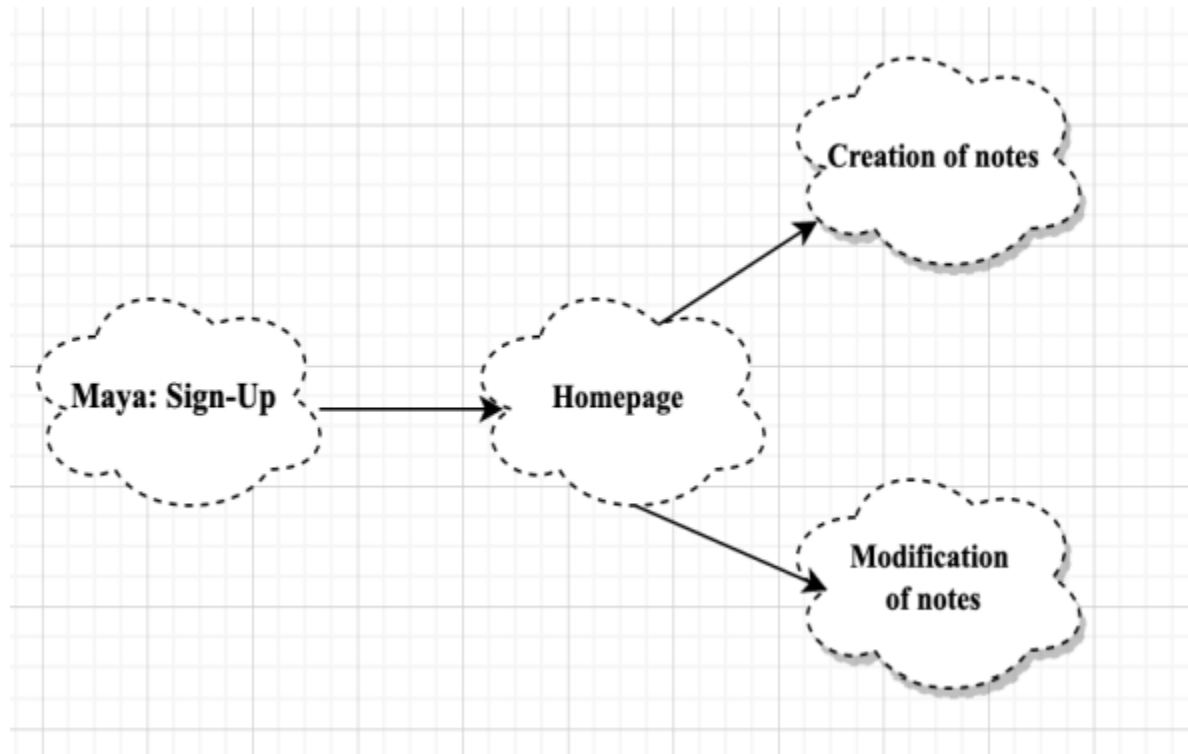 Creation of notes
Maya: Sign-Up
Homepage
Modification
of notes